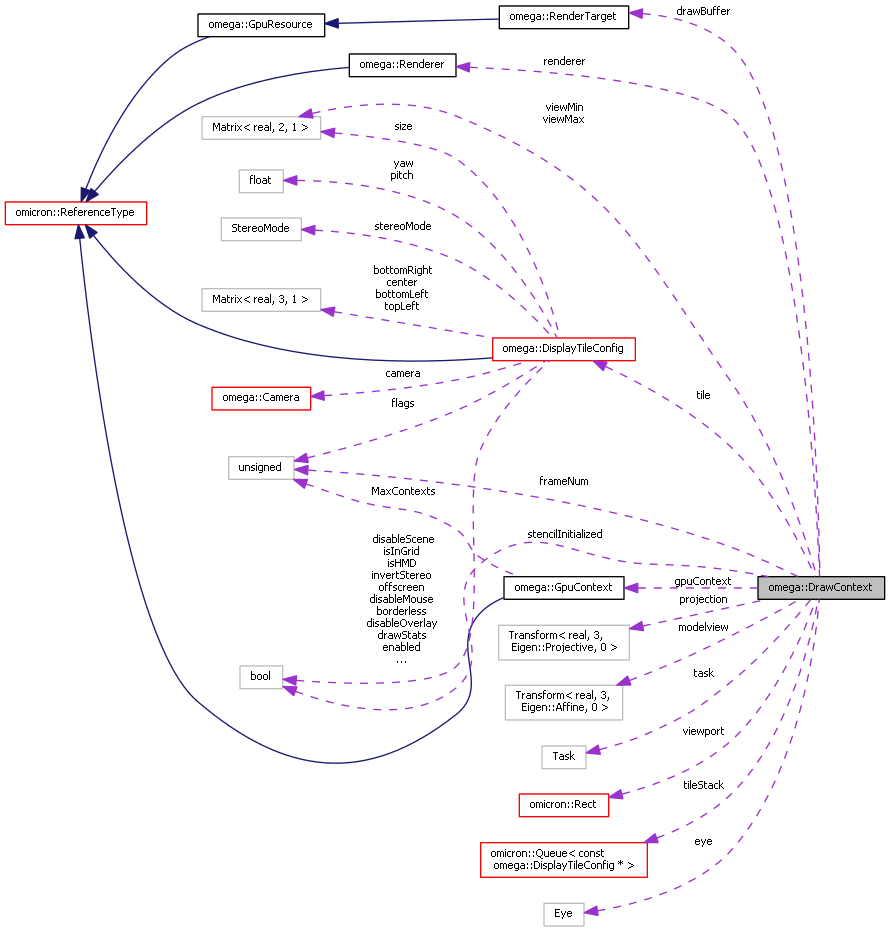 omega::RenderTarget
drawBuffer
omega::GpuResource
omega::Renderer
renderer
viewMin
viewMax
Matrix< real, 2, 1 >
size
yaw
pitch
float
omicron::ReferenceType
StereoMode
stereoMode
bottomRight
center
bottomLeft
topLeft
Matrix< real, 3, 1 >
omega::DisplayTileConfig
camera
omega::Camera
flags
tile
unsigned
frameNum
MaxContexts
stencilInitialized
disableScene
isInGrid
isHMD
invertStereo
offscreen
disableMouse
borderless
disableOverlay
drawStats
enabled
...
omega::GpuContext
gpuContext
omega::DrawContext
projection
modelview
Transform< real, 3,
Eigen::Projective, 0 >
bool
task
Transform< real, 3,
Eigen::Affine, 0 >
viewport
Task
tileStack
omicron::Rect
eye
omicron::Queue< const
omega::DisplayTileConfig * >
Eye